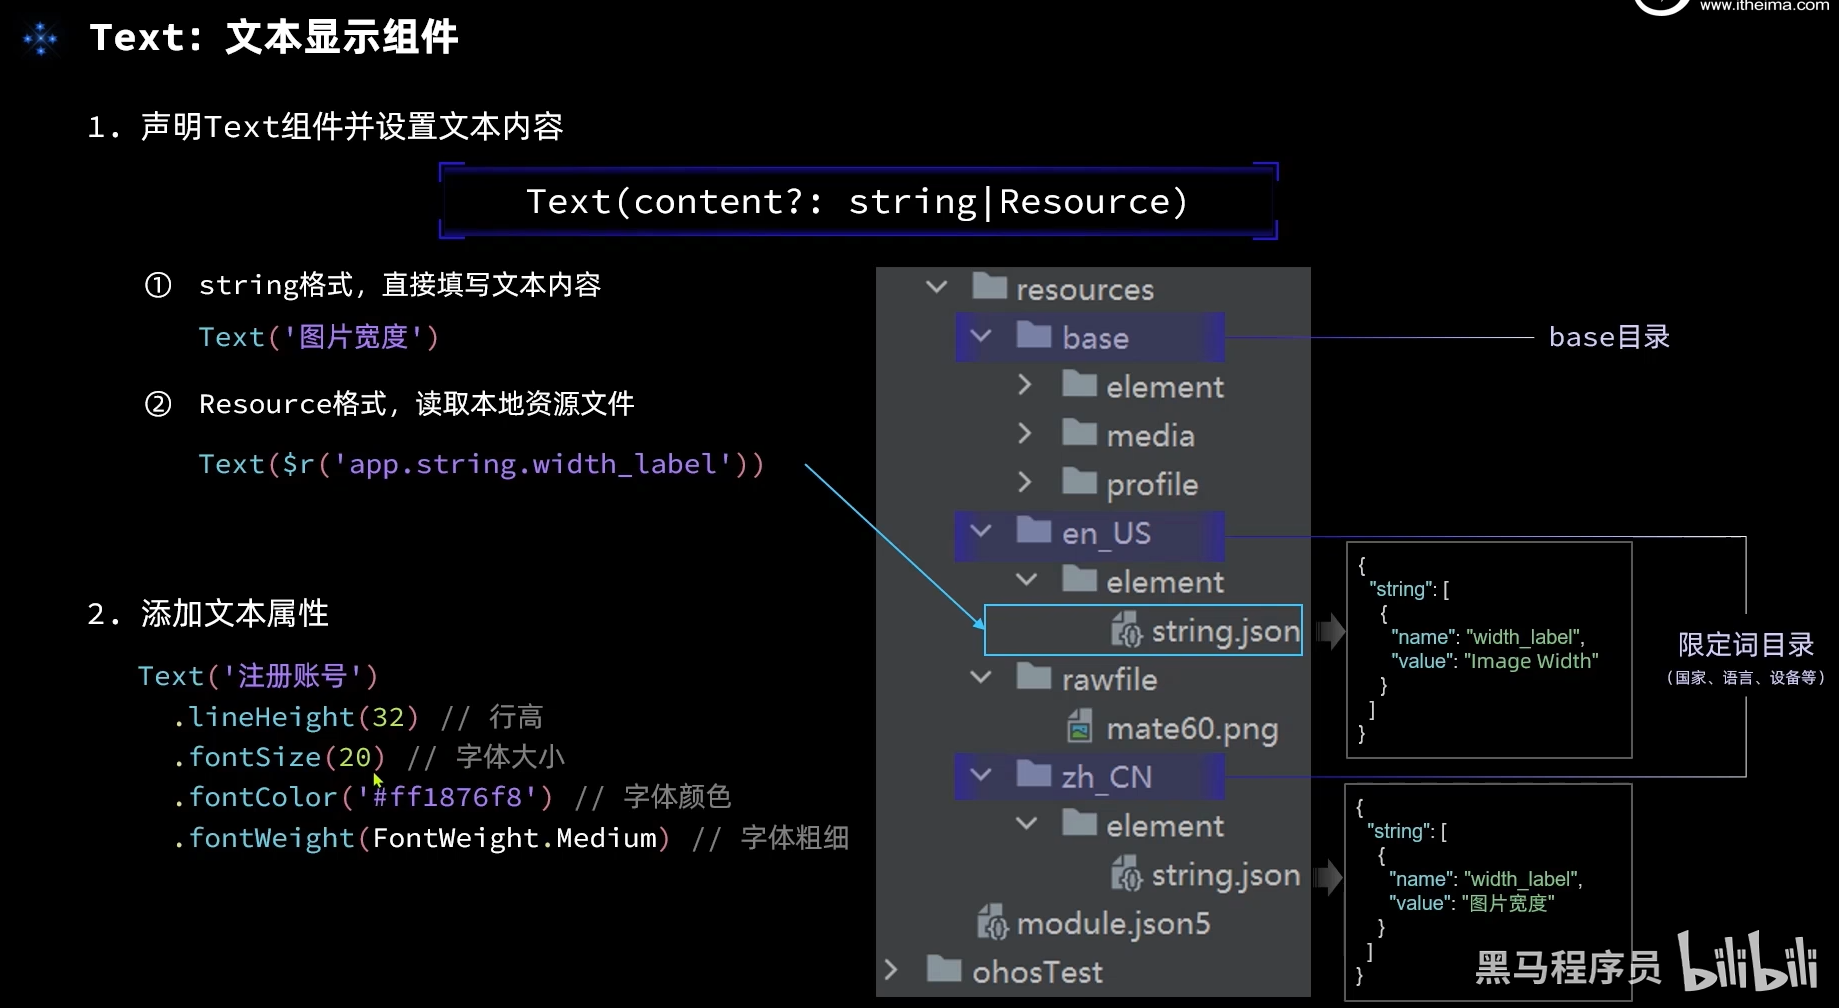 www.itheima.com
Text: 文本显示组件
1. 声明Text组件并设置文本内容
Text(content?: string|Resource)
① string格式，直接填写文本内容
Text('图片宽度')
② Resource格式，读取本地资源文件
Text($r('app.string.width_label'))
2. 添加文本属性
Text('注册账号')
.lineHeight(32) // 行高
.fontSize(20) // 字体大小
.fontColor('#ff1876f8') // 字体颜色
.fontWeight(FontWeight.Medium) // 字体粗细
resources
base
element
media
profile
en_US
element
string.json
rawfile
mate60.png
zh_CN
element
string.json
module.json5
ohosTest
base目录
{
"string": [
{
"name": "width_label",
"value": "Image Width"
}
]
}
限定词目录
(国家、语言、设备等)
{
"string": [
{
"name": "width_label",
"value": "图片宽度"
}
]
}
黑马程序员 bilibili